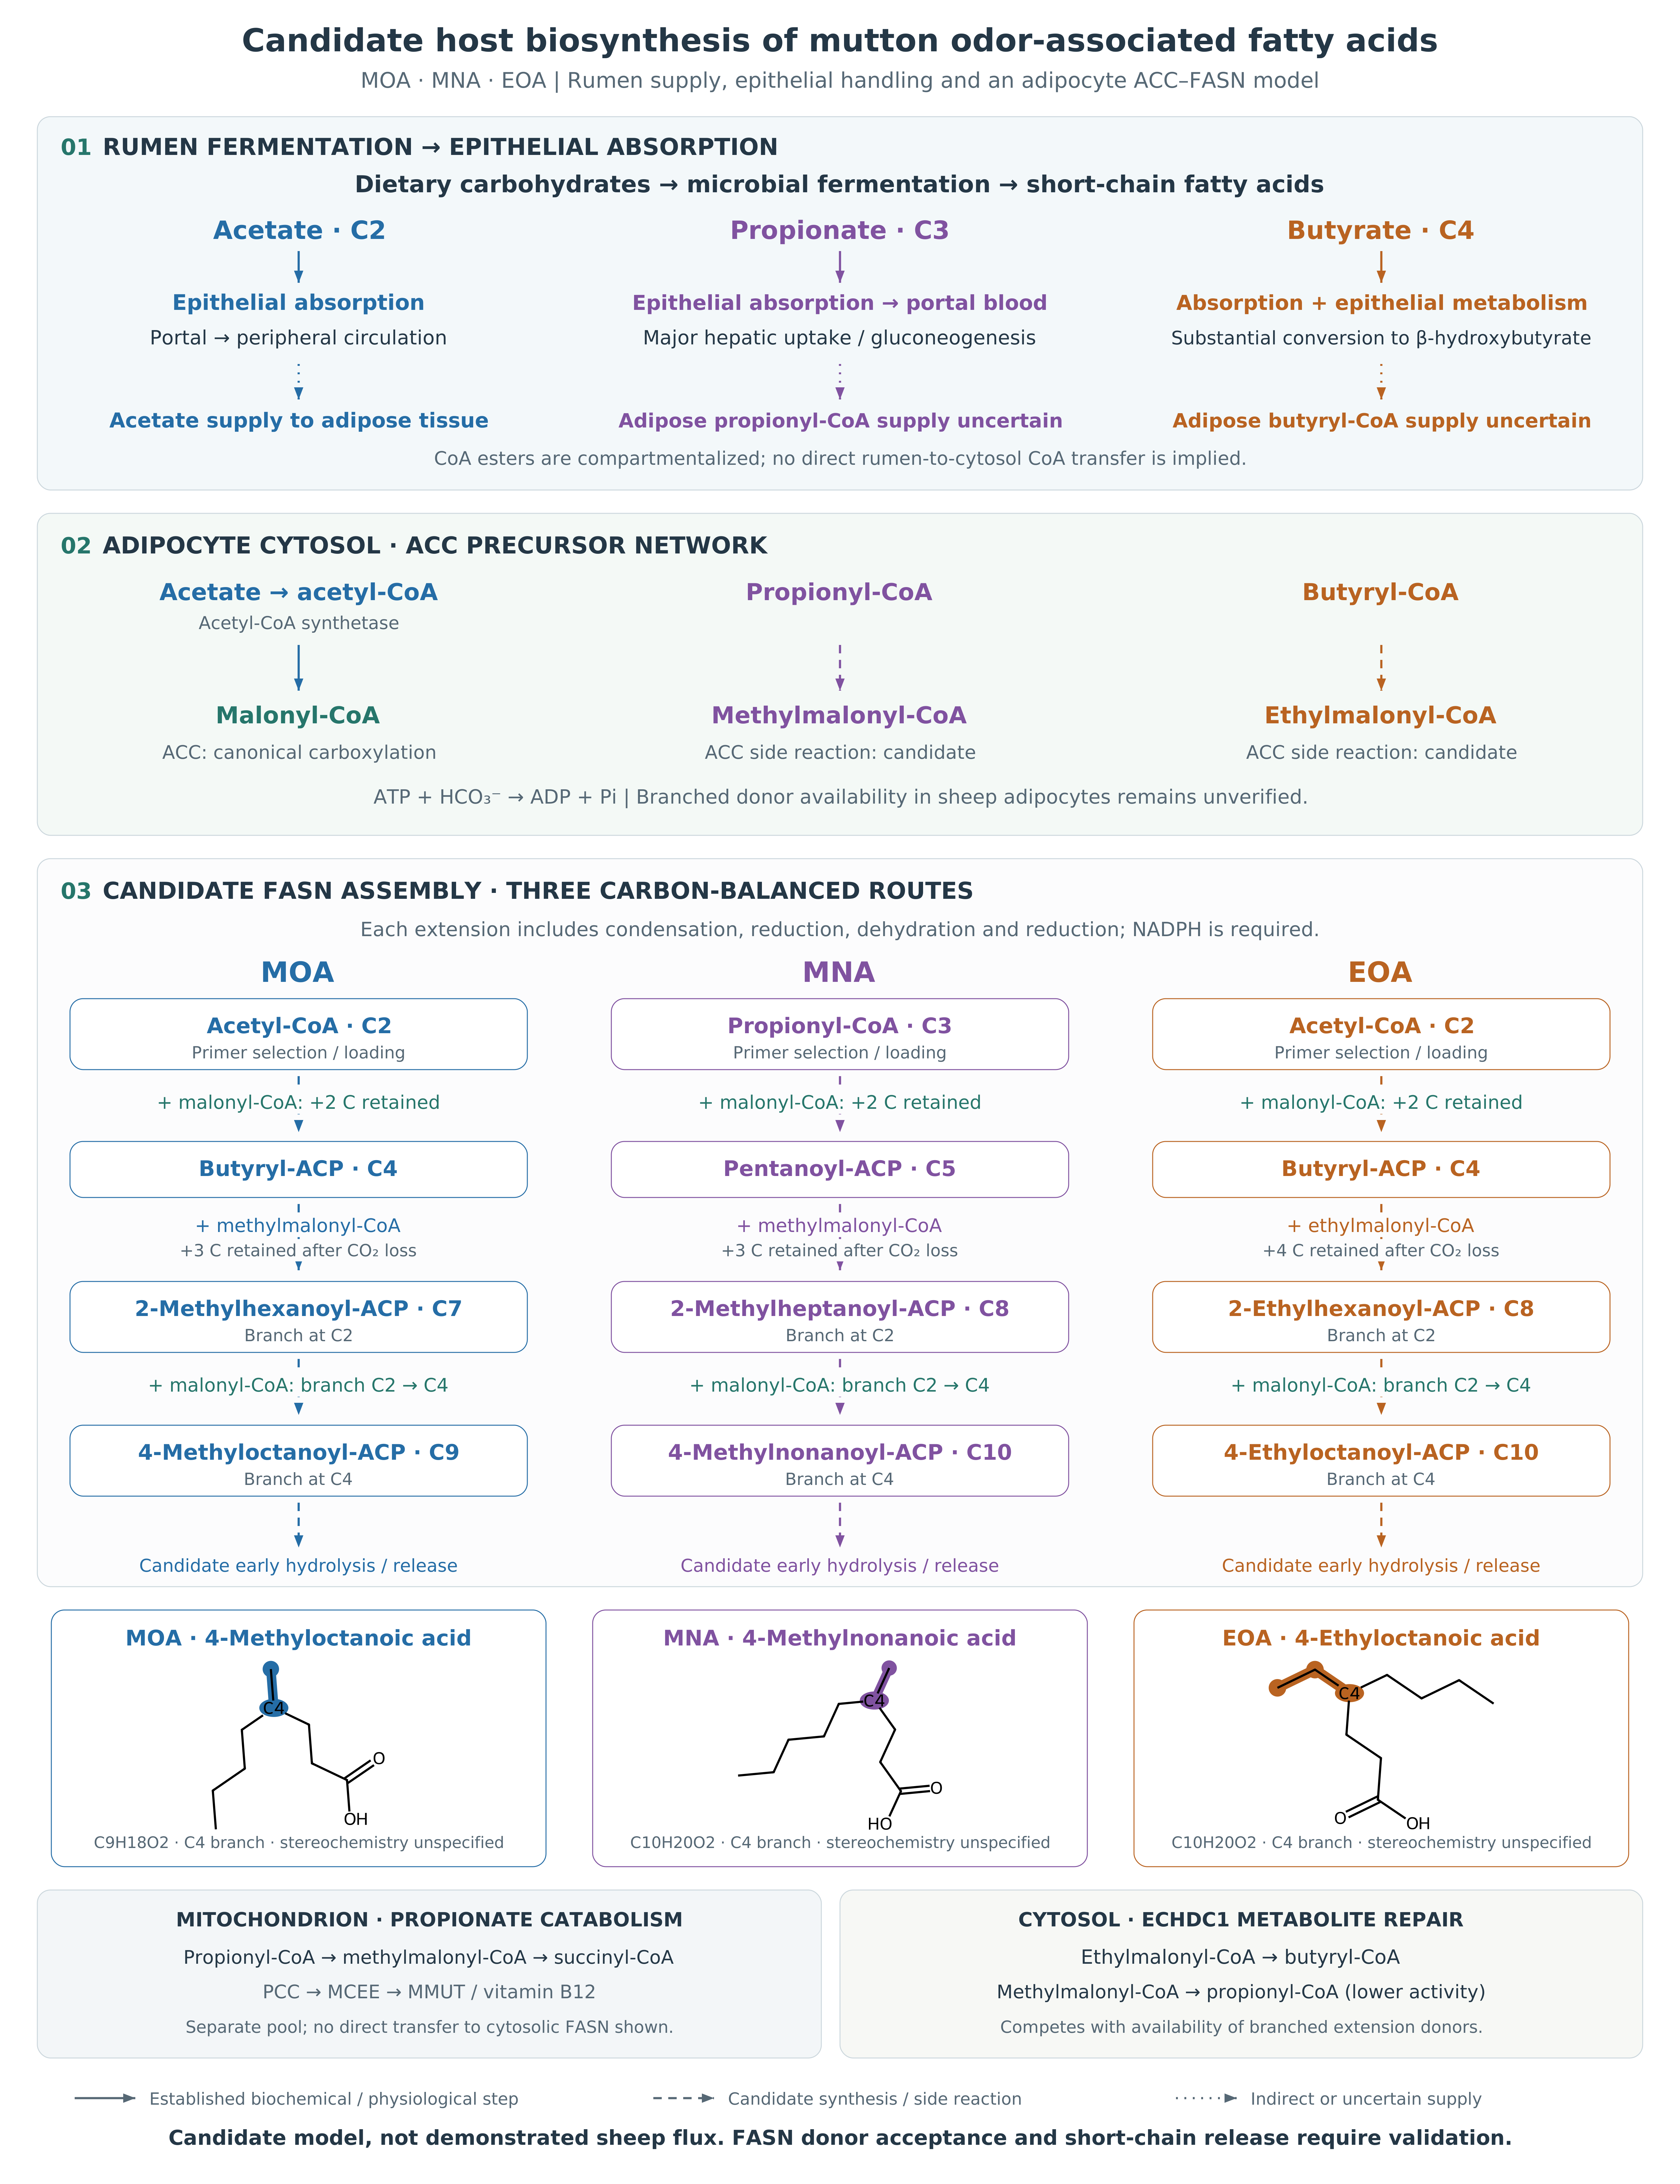 Candidate host biosynthesis of mutton odor-associated fatty acids
MOA · MNA · EOA | Rumen supply, epithelial handling and an adipocyte ACC–FASN model
01 RUMEN FERMENTATION → EPITHELIAL ABSORPTION
Dietary carbohydrates → microbial fermentation → short-chain fatty acids
Acetate · C2
Epithelial absorption
Portal → peripheral circulation
Acetate supply to adipose tissue
Propionate · C3
Epithelial absorption → portal blood
Major hepatic uptake / gluconeogenesis
Adipose propionyl-CoA supply uncertain
Butyrate · C4
Absorption + epithelial metabolism
Substantial conversion to β-hydroxybutyrate
Adipose butyryl-CoA supply uncertain
CoA esters are compartmentalized; no direct rumen-to-cytosol CoA transfer is implied.
02 ADIPOCYTE CYTOSOL · ACC PRECURSOR NETWORK
Acetate → acetyl-CoA
Acetyl-CoA synthetase
Malonyl-CoA
ACC: canonical carboxylation
Propionyl-CoA
Methylmalonyl-CoA
ACC side reaction: candidate
Butyryl-CoA
Ethylmalonyl-CoA
ACC side reaction: candidate
ATP + HCO₃⁻ → ADP + Pi | Branched donor availability in sheep adipocytes remains unverified.
03 CANDIDATE FASN ASSEMBLY · THREE CARBON-BALANCED ROUTES
Each extension includes condensation, reduction, dehydration and reduction; NADPH is required.
MOA
Acetyl-CoA · C2
Primer selection / loading
+ malonyl-CoA: +2 C retained
Butyryl-ACP · C4
+ methylmalonyl-CoA
+3 C retained after CO₂ loss
2-Methylhexanoyl-ACP · C7
Branch at C2
+ malonyl-CoA: branch C2 → C4
4-Methyloctanoyl-ACP · C9
Branch at C4
Candidate early hydrolysis / release
MNA
Propionyl-CoA · C3
Primer selection / loading
+ malonyl-CoA: +2 C retained
Pentanoyl-ACP · C5
+ methylmalonyl-CoA
+3 C retained after CO₂ loss
2-Methylheptanoyl-ACP · C8
Branch at C2
+ malonyl-CoA: branch C2 → C4
4-Methylnonanoyl-ACP · C10
Branch at C4
Candidate early hydrolysis / release
EOA
Acetyl-CoA · C2
Primer selection / loading
+ malonyl-CoA: +2 C retained
Butyryl-ACP · C4
+ ethylmalonyl-CoA
+4 C retained after CO₂ loss
2-Ethylhexanoyl-ACP · C8
Branch at C2
+ malonyl-CoA: branch C2 → C4
4-Ethyloctanoyl-ACP · C10
Branch at C4
Candidate early hydrolysis / release
MOA · 4-Methyloctanoic acid
C4
O
OH
C9H18O2 · C4 branch · stereochemistry unspecified
MNA · 4-Methylnonanoic acid
C4
O
HO
C10H20O2 · C4 branch · stereochemistry unspecified
EOA · 4-Ethyloctanoic acid
C4
O
OH
C10H20O2 · C4 branch · stereochemistry unspecified
MITOCHONDRION · PROPIONATE CATABOLISM
Propionyl-CoA → methylmalonyl-CoA → succinyl-CoA
PCC → MCEE → MMUT / vitamin B12
Separate pool; no direct transfer to cytosolic FASN shown.
CYTOSOL · ECHDC1 METABOLITE REPAIR
Ethylmalonyl-CoA → butyryl-CoA
Methylmalonyl-CoA → propionyl-CoA (lower activity)
Competes with availability of branched extension donors.
Established biochemical / physiological step
Candidate synthesis / side reaction
Indirect or uncertain supply
Candidate model, not demonstrated sheep flux. FASN donor acceptance and short-chain release require validation.